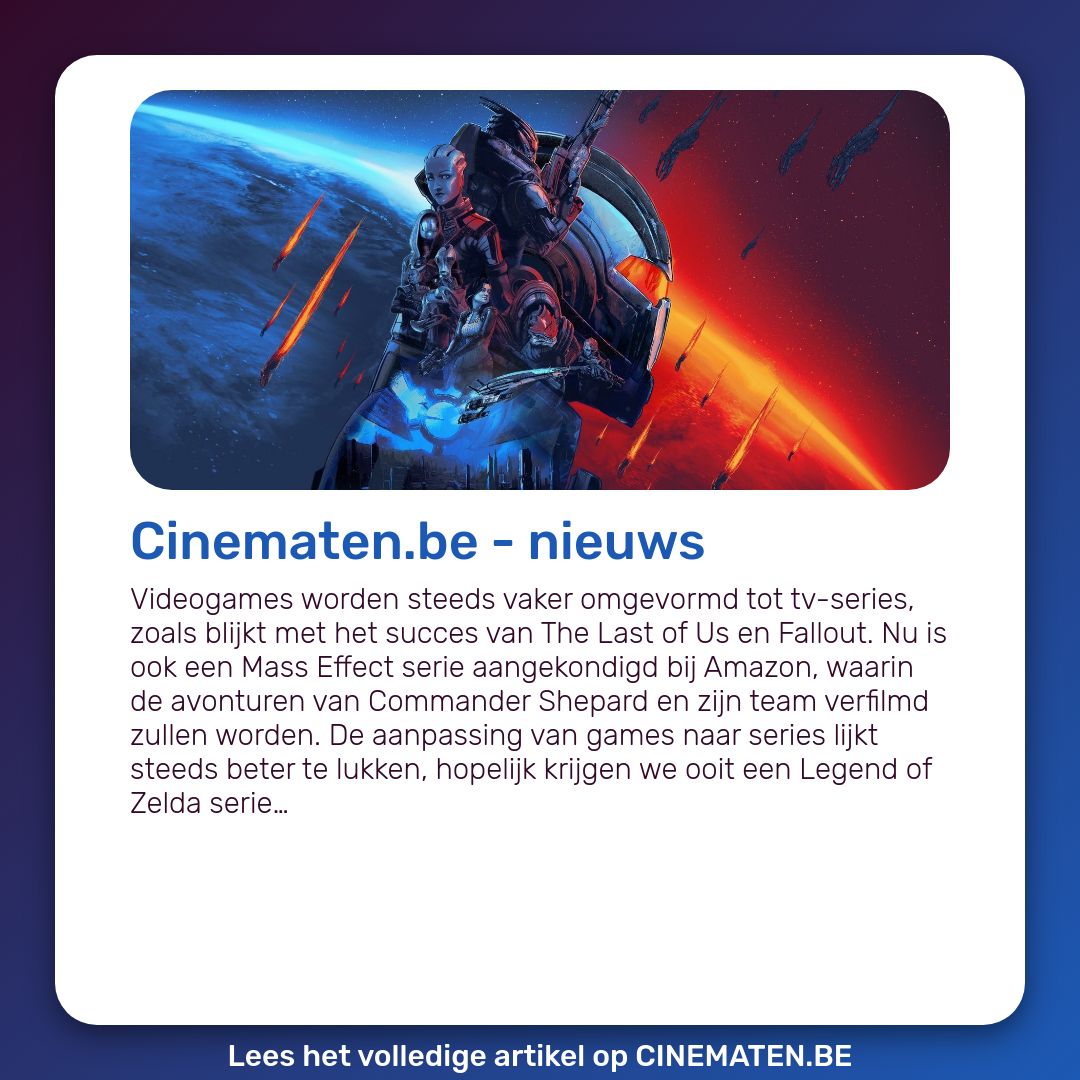 Cinematen.be - nieuws
Videogames worden steeds vaker omgevormd tot tv-series,
zoals blijkt met het succes van The Last of Us en Fallout. Nu is
ook een Mass Effect serie aangekondigd bij Amazon, waarin
de avonturen van Commander Shepard en zijn team verfilmd
zullen worden. De aanpassing van games naar series lijkt
steeds beter te lukken, hopelijk krijgen we ooit een Legend of
Zelda serie…
Lees het volledige artikel op CINEMATEN.BE